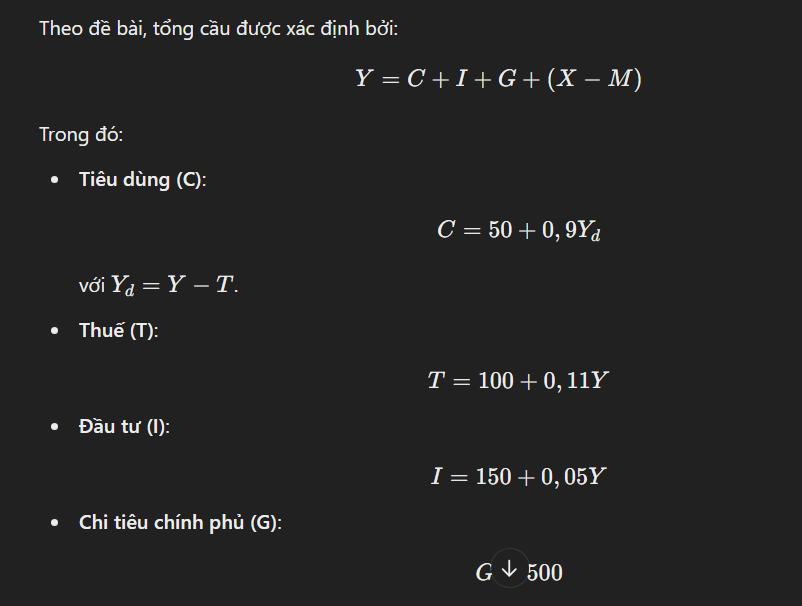 Theo đề bài, tổng cầu được xác định bởi:
Y = C + I + G + (X − M)
Trong đó:
• Tiêu dùng (C):
C = 50 + 0, 9Y_d
với Y_d = Y − T.
• Thuế (T):
T = 100 + 0, 11Y
• Đầu tư (I):
I = 150 + 0, 05Y
• Chi tiêu chính phủ (G):
G ↓ 500